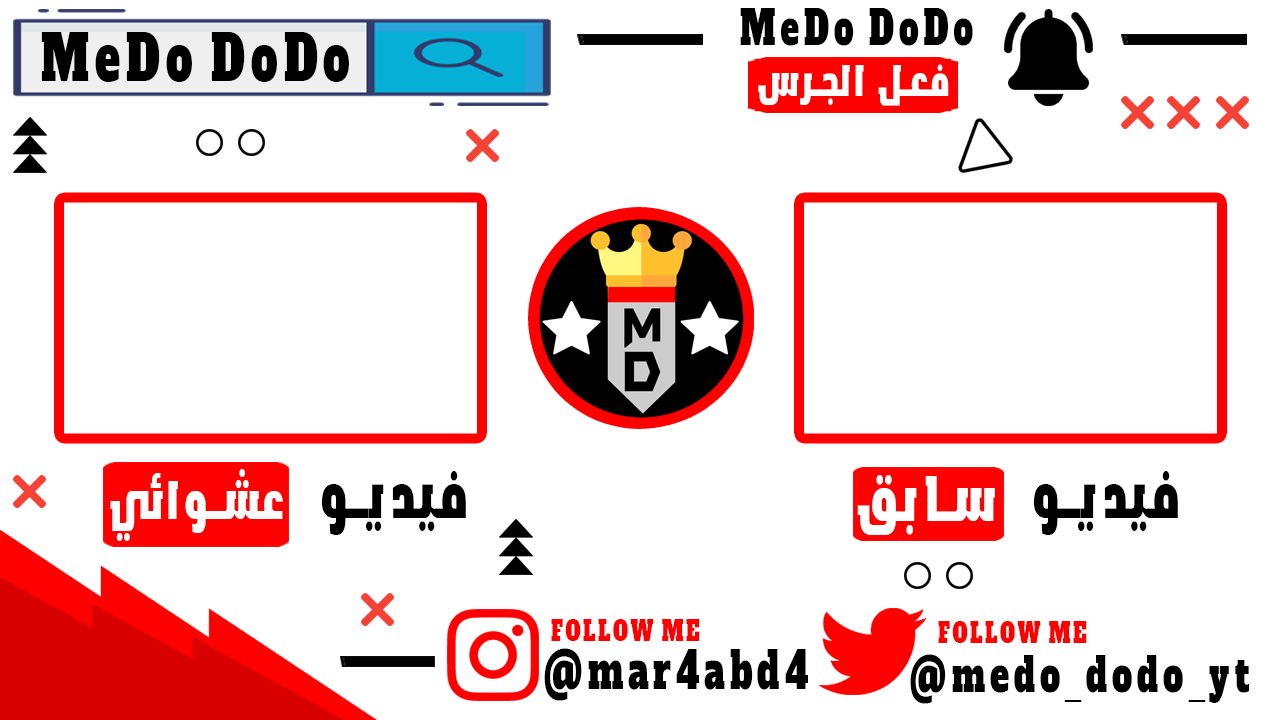 MeDo DoDo
MeDo DoDo
فعل الجرس
M
D
فيديو عشوائي
فيديو سابق
FOLLOW ME
@mar4abd4
FOLLOW ME
@medo_dodo_yt